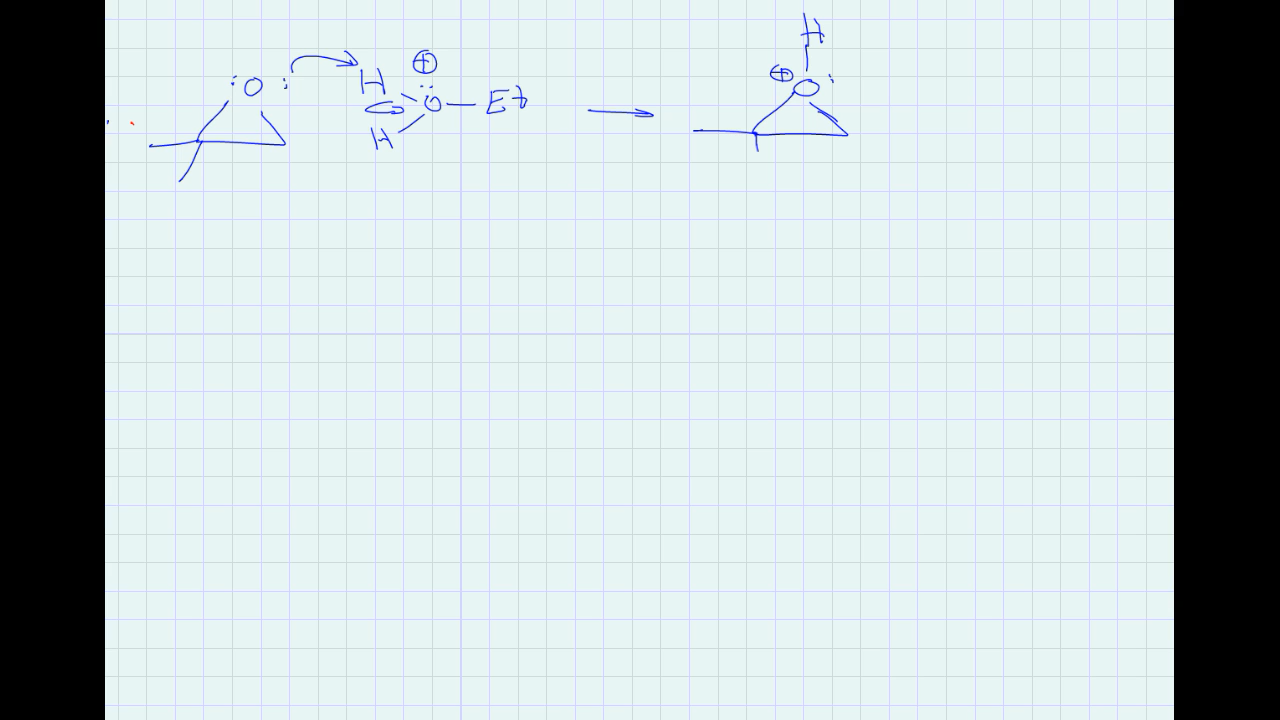 H
⊕
:O: H ⊕ O:
Ö — Et
H